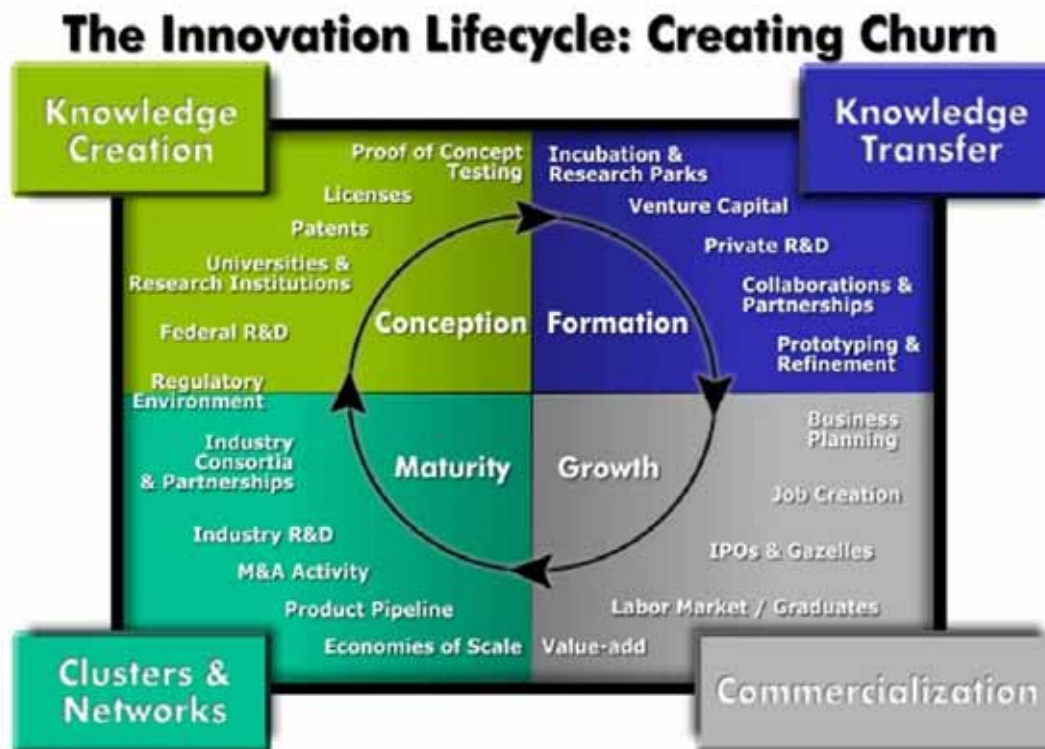 The Innovation Lifecycle: Creating Churn
Knowledge
Creation
Knowledge
Transfer
Proof of Concept
Testing
Licenses
Patents
Universities &
Research Institutions
Federal R&D
Regulatory
Environment
Conception
Incubation &
Research Parks
Venture Capital
Private R&D
Collaborations &
Partnerships
Prototyping &
Refinement
Formation
Industry
Consortia
& Partnerships
Industry R&D
M&A Activity
Product Pipeline
Economies of Scale
Maturity
Growth
Business
Planning
Job Creation
IPOs & Gazelles
Labor Market / Graduates
Value-add
Clusters &
Networks
Commercialization